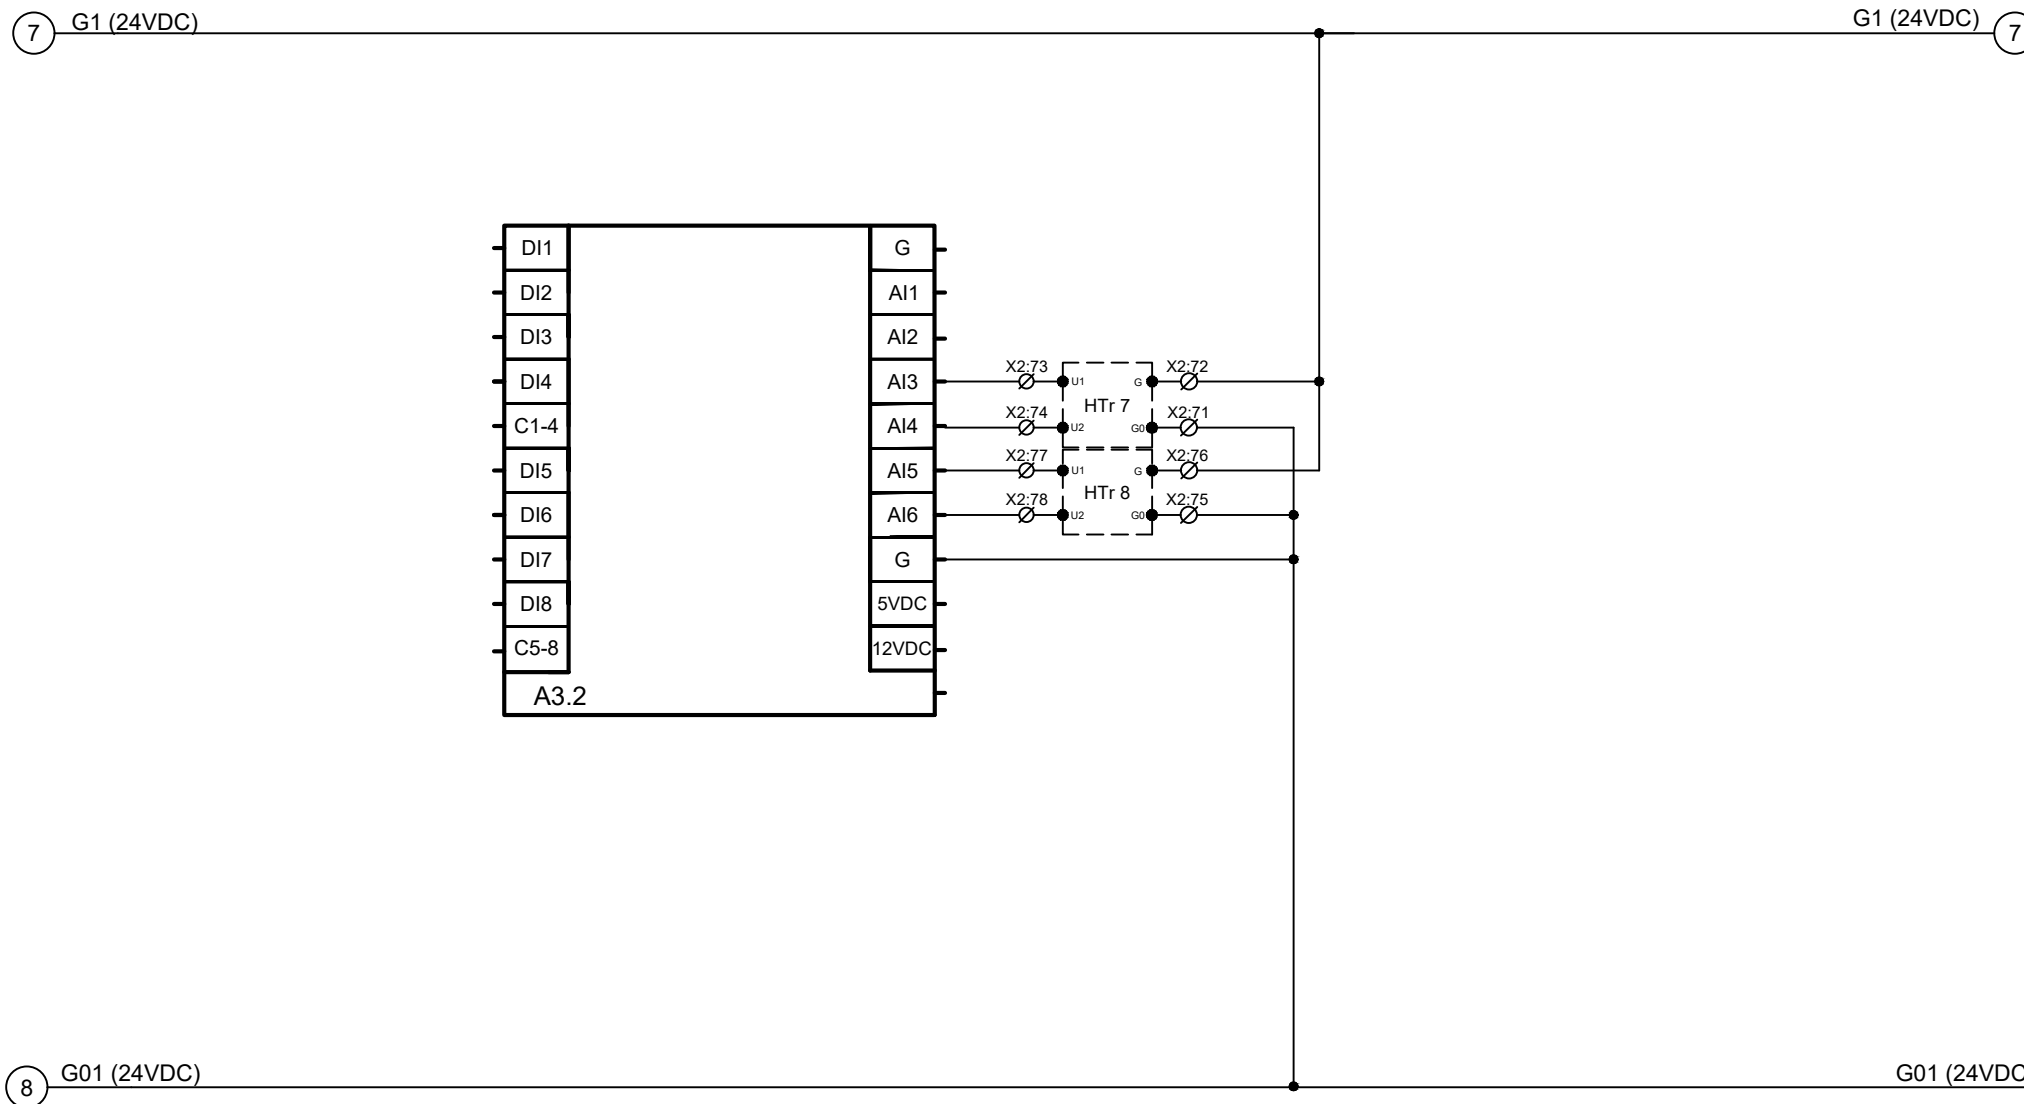 7 G1 (24VDC) G1 (24VDC) 7
DI1 G
DI2 AI1
DI3 AI2
X2:73 X2:72
DI4 AI3 U1 G
HTr 7
X2:74 X2:71
C1-4 AI4 U2 G0
X2:77 X2:76
DI5 AI5 U1 G
HTr 8
X2:78 X2:75
DI6 AI6 U2 G0
DI7 G
DI8 5VDC
C5-8 12VDC
A3.2
8 G01 (24VDC) G01 (24VDC